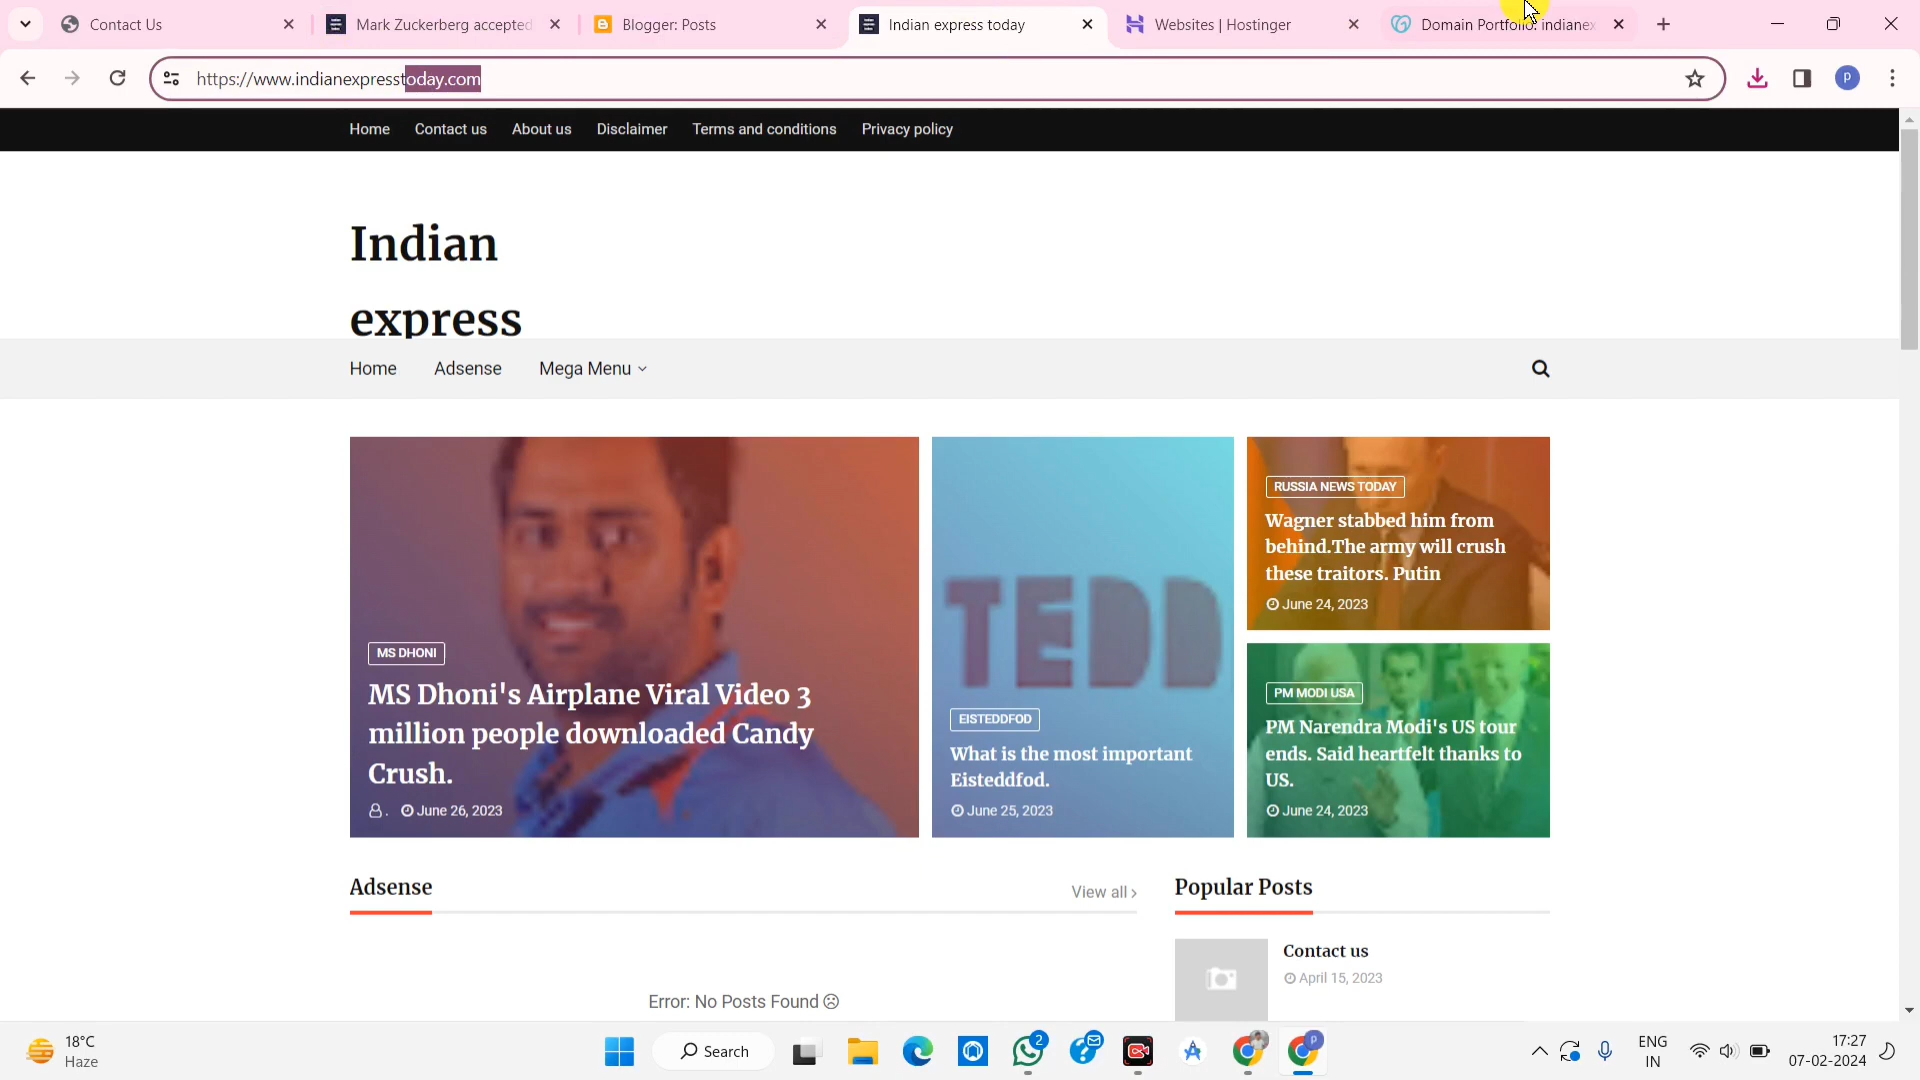 Contact Us
Mark Zuckerberg accepted
Blogger: Posts
Indian express today
Websites | Hostinger
Domain Portfolio: indianex
https://www.indianexpresstoday.com
P
Home
Contact us
About us
Disclaimer
Terms and conditions
Privacy policy
Indian
express
Home
Adsense
Mega Menu
MS DHONI
MS Dhoni's Airplane Viral Video 3
million people downloaded Candy
Crush.
. June 26, 2023
TEDD
EISTEDDFOD
What is the most important
Eisteddfod.
June 25, 2023
RUSSIA NEWS TODAY
Wagner stabbed him from
behind.The army will crush
these traitors. Putin
June 24, 2023
PM MODI USA
PM Narendra Modi's US tour
ends. Said heartfelt thanks to
US.
June 24, 2023
Adsense
View all
Error: No Posts Found
Popular Posts
Contact us
April 15, 2023
18°C
Haze
Search
2
P
ENG
IN
17:27
07-02-2024